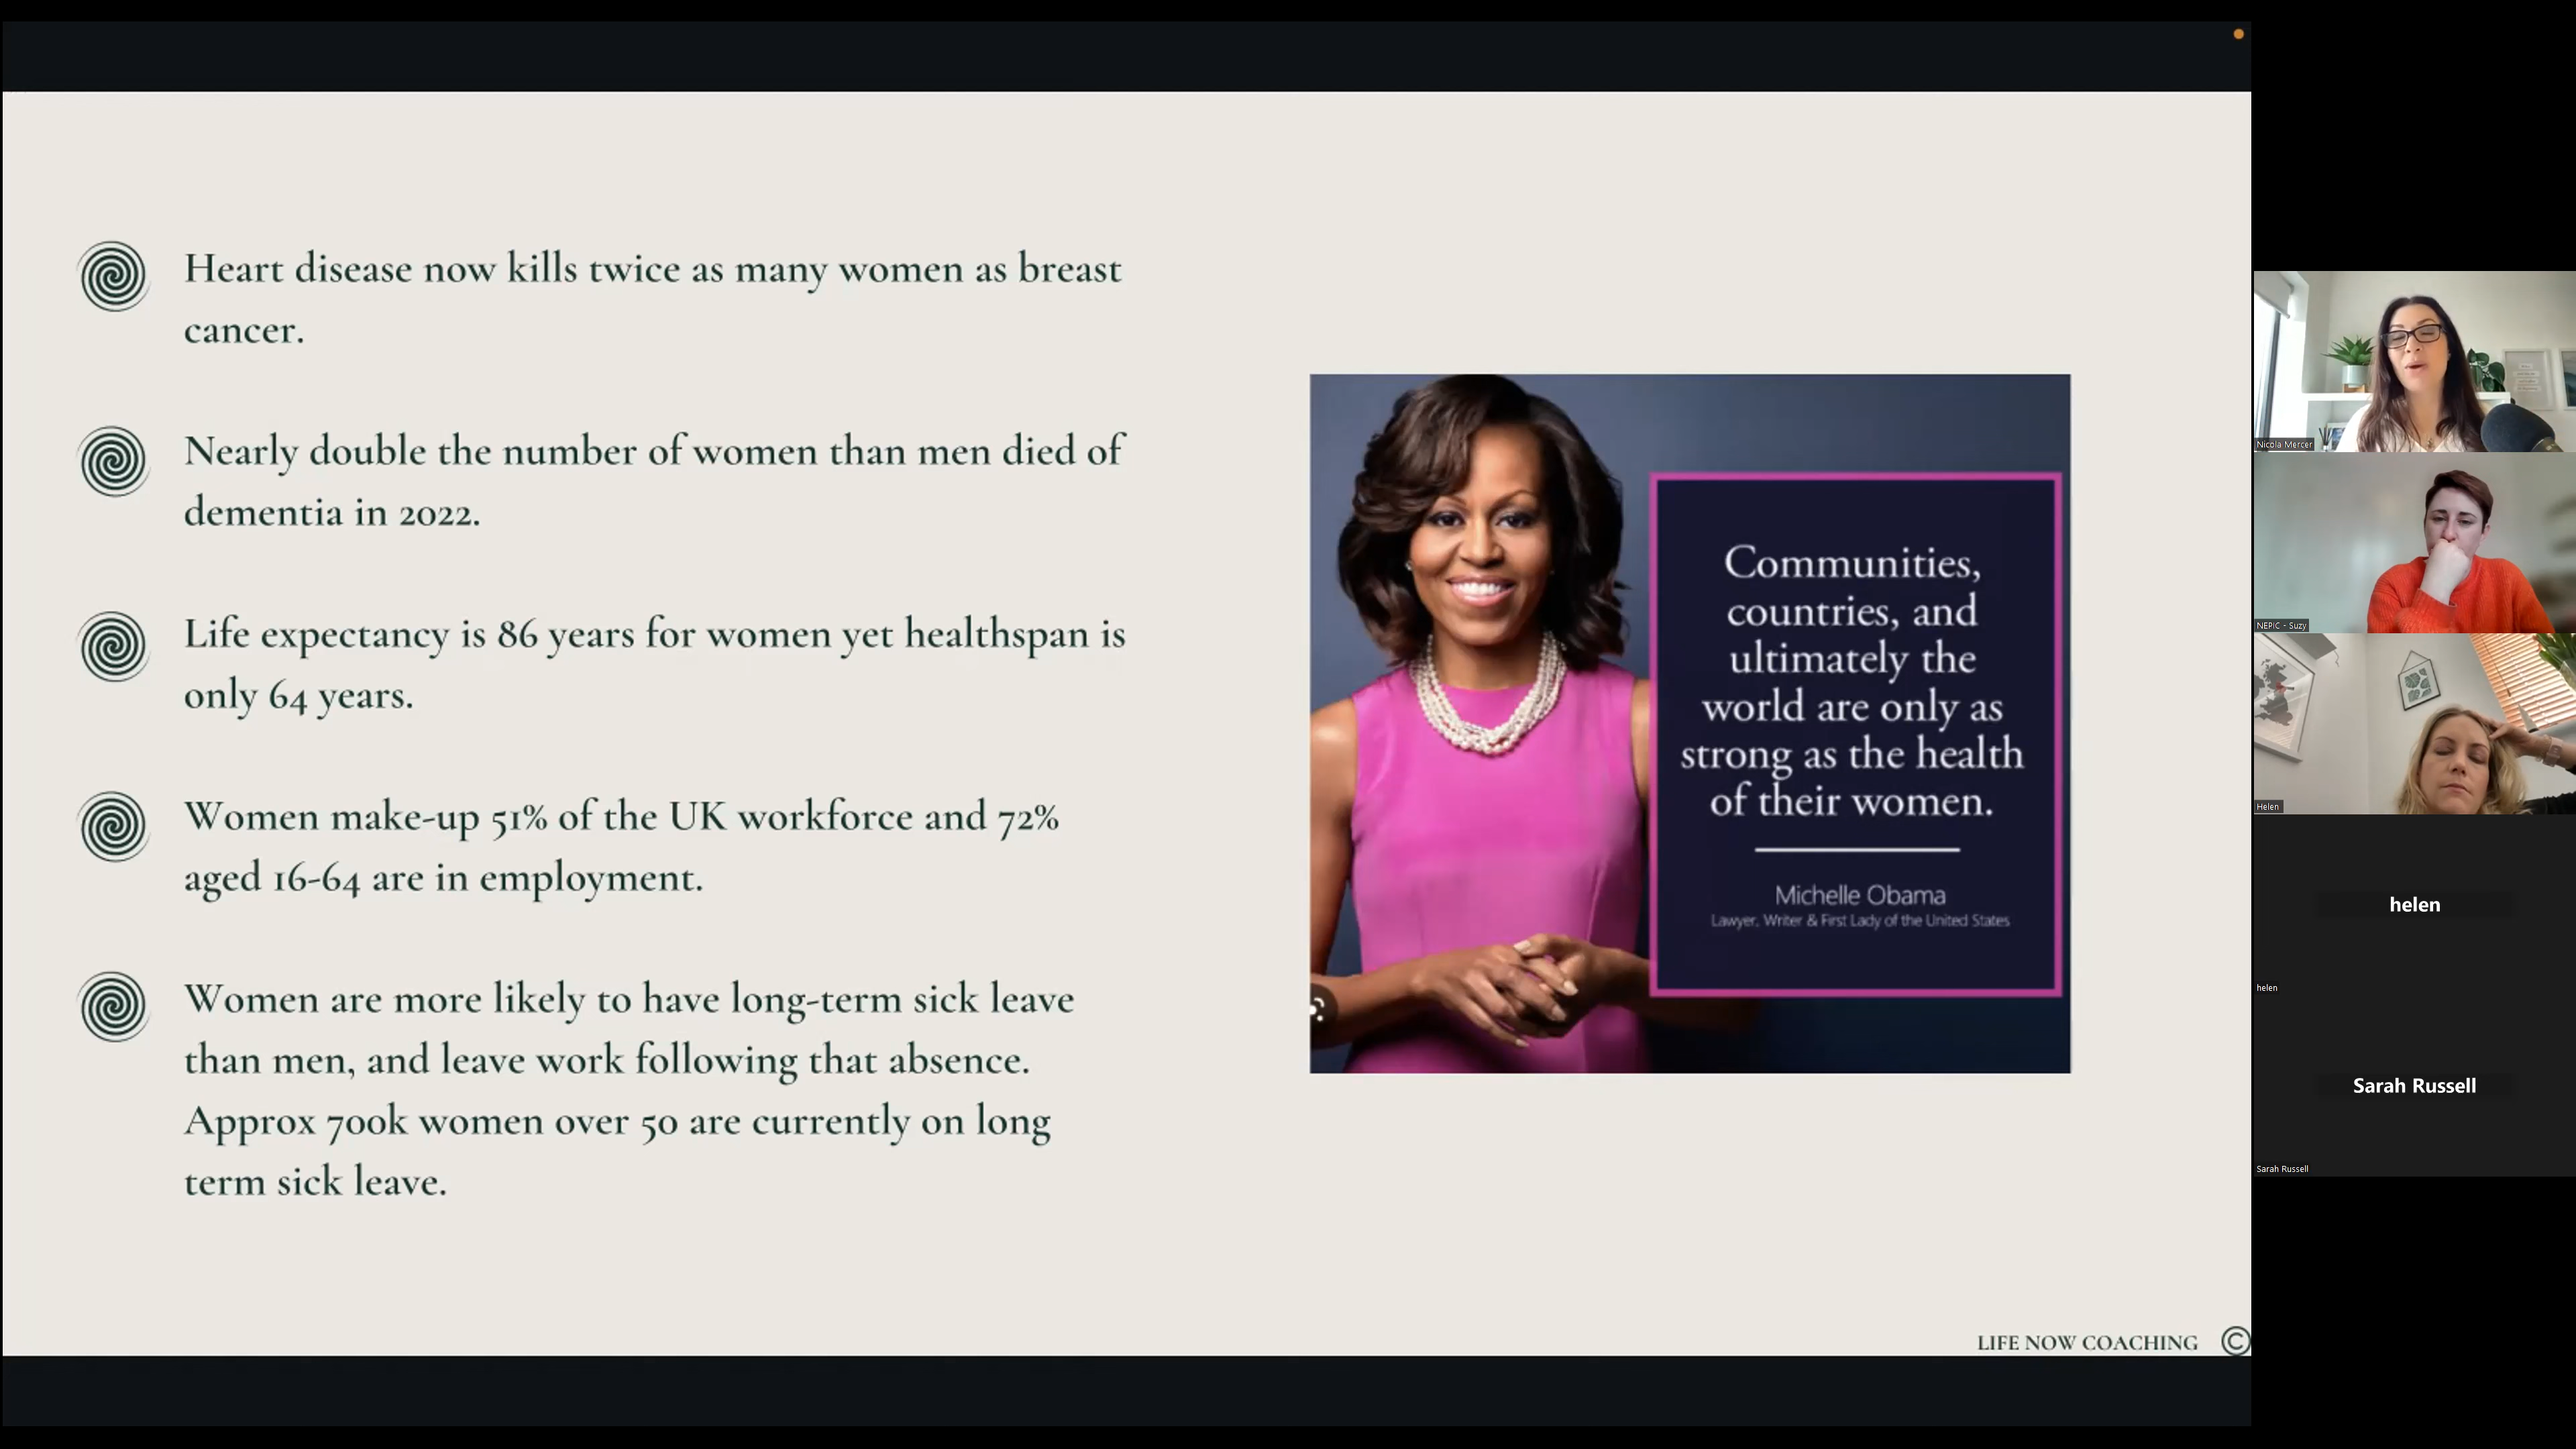 Heart disease now kills twice as many women as breast
cancer.
Nearly double the number of women than men died of
dementia in 2022.
Life expectancy is 86 years for women yet healthspan is
only 64 years.
Women make-up 51% of the UK workforce and 72%
aged 16-64 are in employment.
Women are more likely to have long-term sick leave
than men, and leave work following that absence.
Approx 700k women over 50 are currently on long
term sick leave.
Communities,
countries, and
ultimately the
world are only as
strong as the health
of their women.
Michelle Obama
Lawyer, Writer & First Lady of the United States
LIFE NOW COACHING ©
Nicola Mercer
NEPIC - Suzy
Helen
helen
helen
Sarah Russell
Sarah Russell